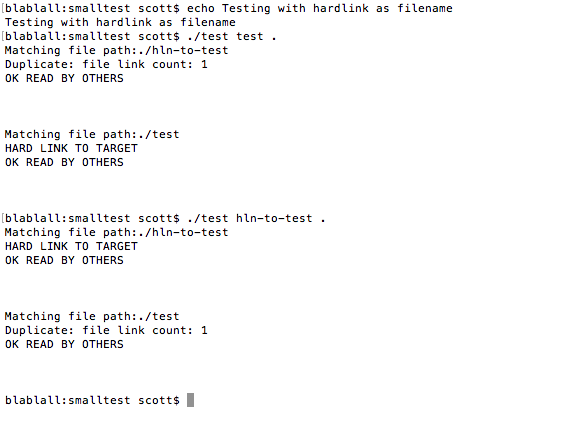 [blablall:smalltest scott$ echo Testing with hardlink as filename
Testing with hardlink as filename
[blablall:smalltest scott$ ./test test .
Matching file path:./hln-to-test
Duplicate: file link count: 1
OK READ BY OTHERS
Matching file path:./test
HARD LINK TO TARGET
OK READ BY OTHERS
[blablall:smalltest scott$ ./test hln-to-test .
Matching file path:./hln-to-test
HARD LINK TO TARGET
OK READ BY OTHERS
Matching file path:./test
Duplicate: file link count: 1
OK READ BY OTHERS
blablall:smalltest scott$